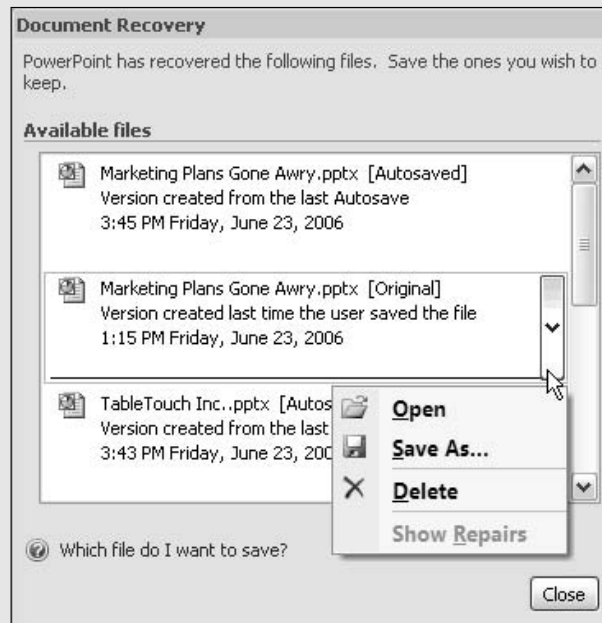 Document Recovery
PowerPoint has recovered the following files. Save the ones you wish to
keep.
Available files
Marketing Plans Gone Awry.pptx [Autosaved]
Version created from the last Autosave
3:45 PM Friday, June 23, 2006
Marketing Plans Gone Awry.pptx [Original]
Version created last time the user saved the file
1:15 PM Friday, June 23, 2006
TableTouch Inc..pptx [Autos
Version created from the last
3:43 PM Friday, June 23, 200
Open
Save As...
Delete
Show Repairs
Which file do I want to save?
Close